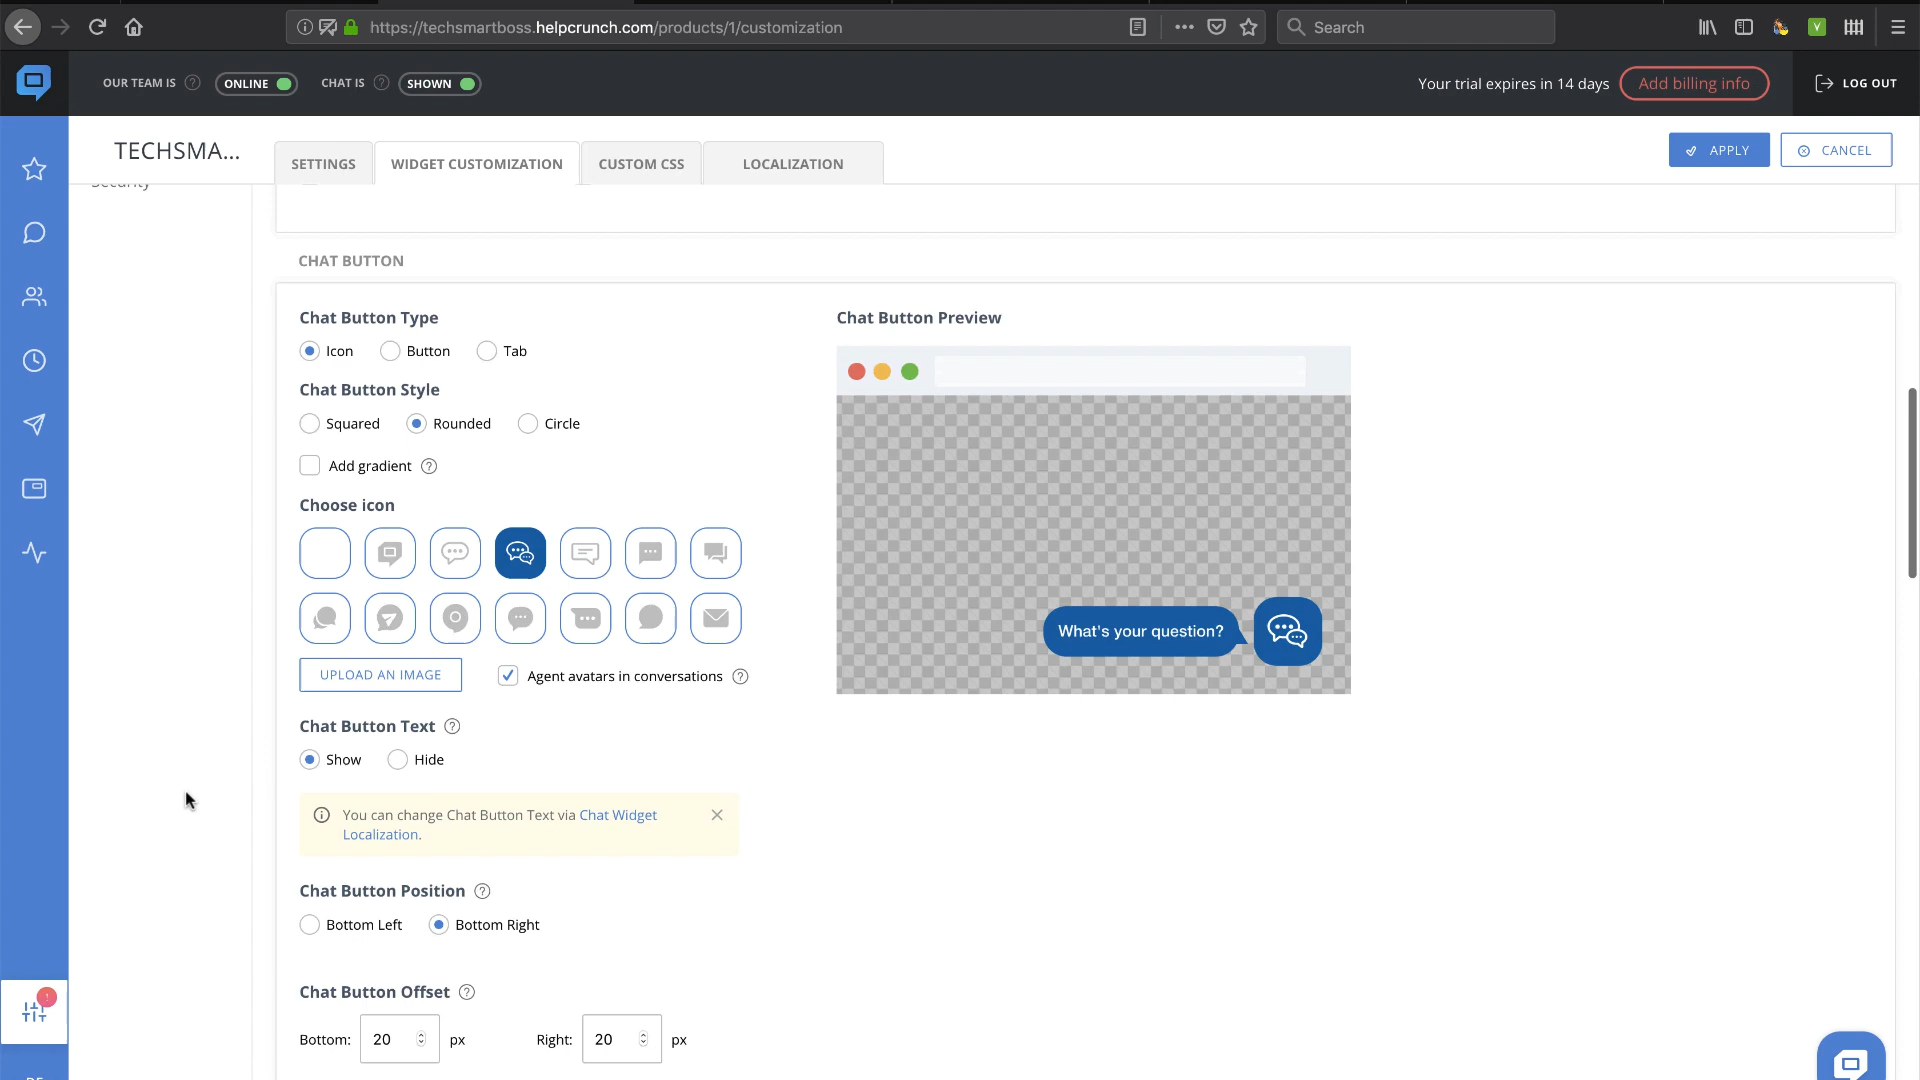 https://techsmartboss.helpcrunch.com/products/1/customization
Search
OUR TEAM IS ? ONLINE CHAT IS ? SHOWN
Your trial expires in 14 days Add billing info LOG OUT
TECHSMA... SETTINGS WIDGET CUSTOMIZATION CUSTOM CSS LOCALIZATION APPLY CANCEL
Security
CHAT BUTTON
Chat Button Type
Icon Button Tab
Chat Button Style
Squared Rounded Circle
Add gradient ?
Choose icon
UPLOAD AN IMAGE Agent avatars in conversations ?
Chat Button Text ?
Show Hide
You can change Chat Button Text via Chat Widget
Localization.
Chat Button Position ?
Bottom Left Bottom Right
Chat Button Offset ?
Bottom: 20 px Right: 20 px
Chat Button Preview
What's your question?